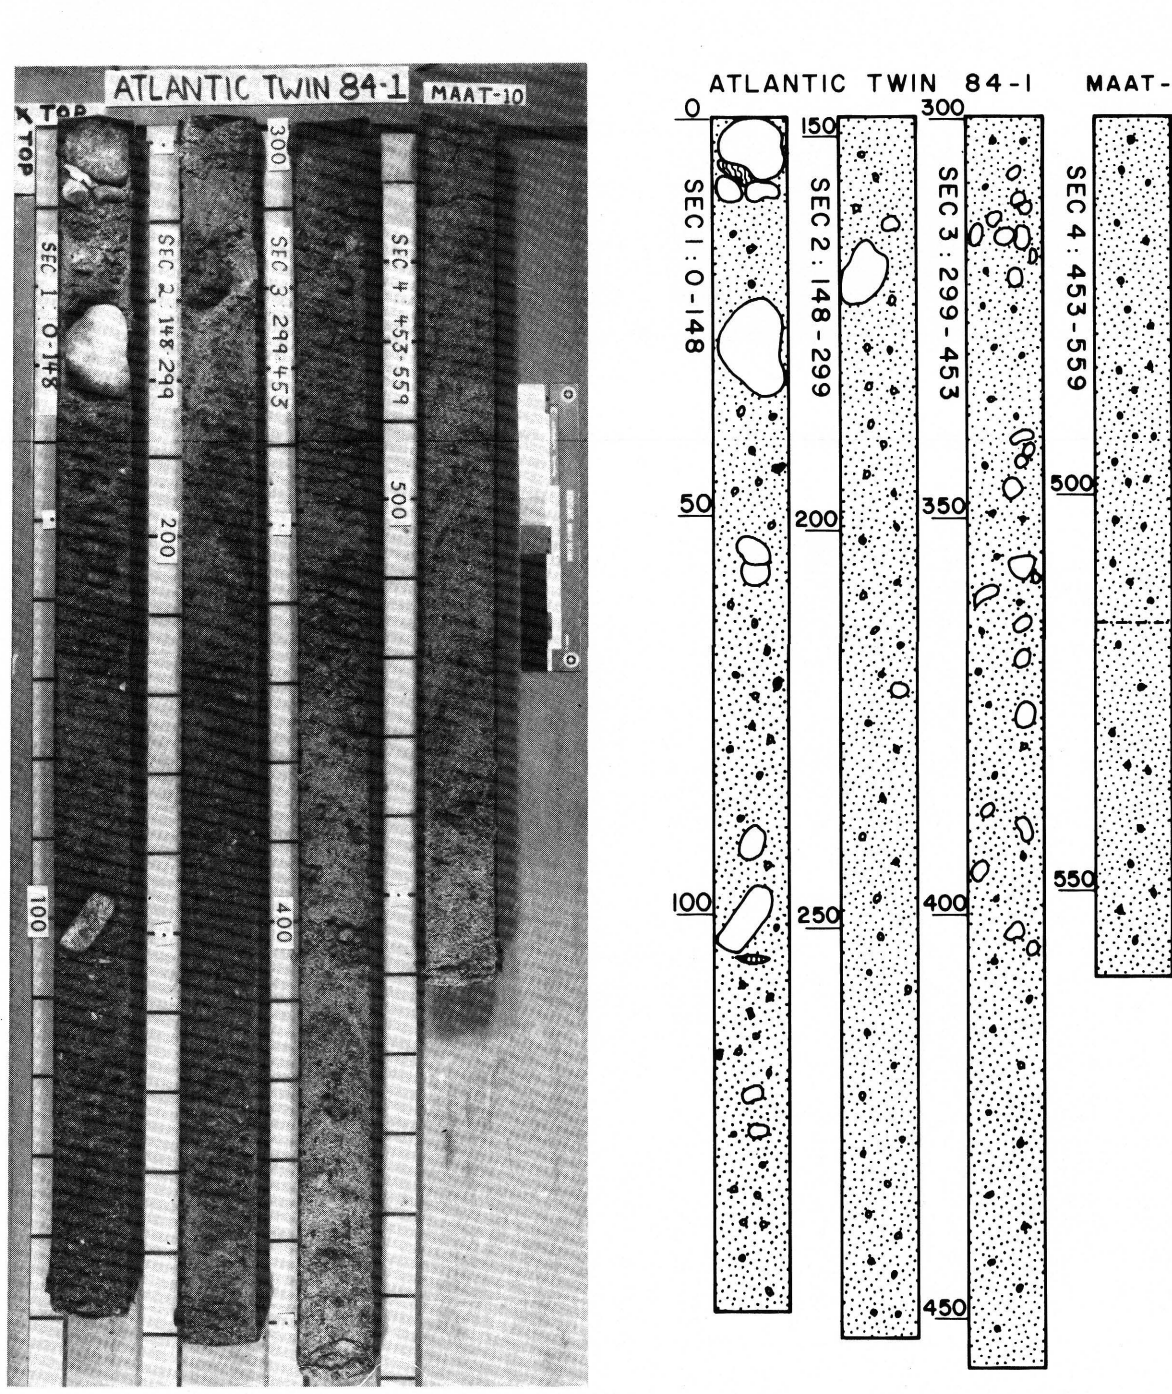 ATLANTIC TWIN 84-1
MAAT-10
X TOP
TOP
SEC 1 : 0-148
100
SEC 2 : 148-299
200
300
SEC 3 : 299-453
400
SEC 4 : 453-559
500
ATLANTIC TWIN 84-1 MAAT-
0
SEC 1 : 0-148
50
100
150
SEC 2 : 148-299
200
250
300
SEC 3 : 299-453
350
400
450
SEC 4 : 453-559
500
550